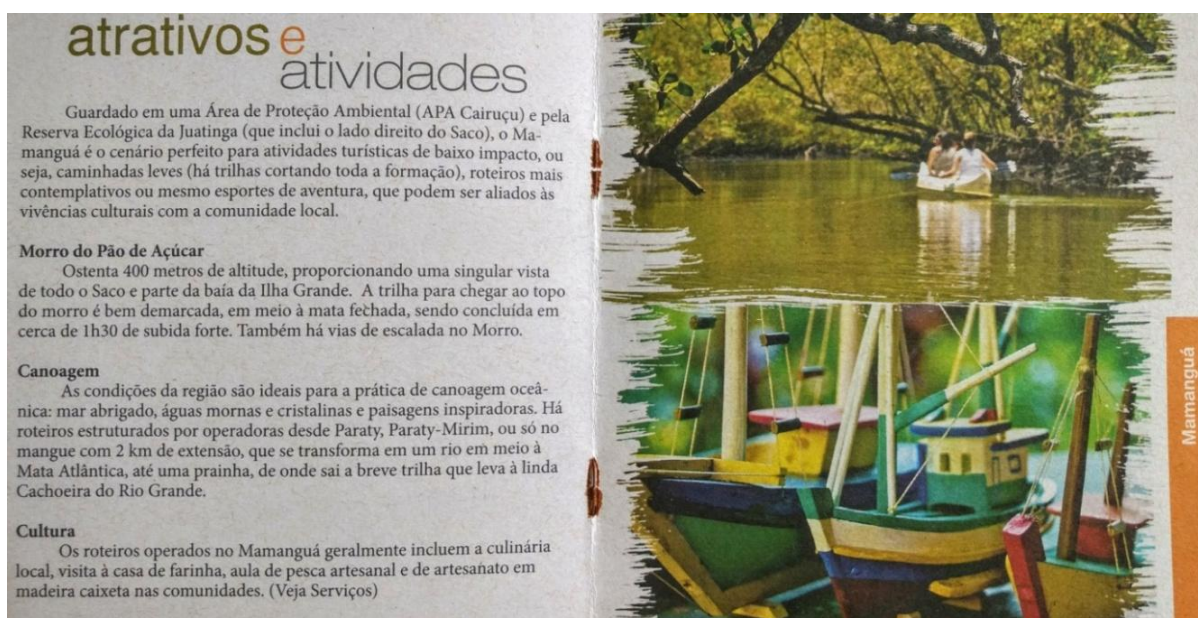 atrativos e
atividades
Guardado em uma Área de Proteção Ambiental (APA Cairuçu) e pela
Reserva Ecológica da Juatinga (que inclui o lado direito do Saco), o Ma-
manguá é o cenário perfeito para atividades turísticas de baixo impacto, ou
seja, caminhadas leves (há trilhas cortando toda a formação), roteiros mais
contemplativos ou mesmo esportes de aventura, que podem ser aliados às
vivências culturais com a comunidade local.
Morro do Pão de Açúcar
Ostenta 400 metros de altitude, proporcionando uma singular vista
de todo o Saco e parte da baía da Ilha Grande. A trilha para chegar ao topo
do morro é bem demarcada, em meio à mata fechada, sendo concluída em
cerca de 1h30 de subida forte. Também há vias de escalada no Morro.
Canoagem
As condições da região são ideais para a prática de canoagem oceâ-
nica: mar abrigado, águas mornas e cristalinas e paisagens inspiradoras. Há
roteiros estruturados por operadoras desde Paraty, Paraty-Mirim, ou só no
mangue com 2 km de extensão, que se transforma em um rio em meio à
Mata Atlântica, até uma prainha, de onde sai a breve trilha que leva à linda
Cachoeira do Rio Grande.
Cultura
Os roteiros operados no Mamanguá geralmente incluem a culinária
local, visita à casa de farinha, aula de pesca artesanal e de artesanato em
madeira caixeta nas comunidades. (Veja Serviços)
Mamanguá